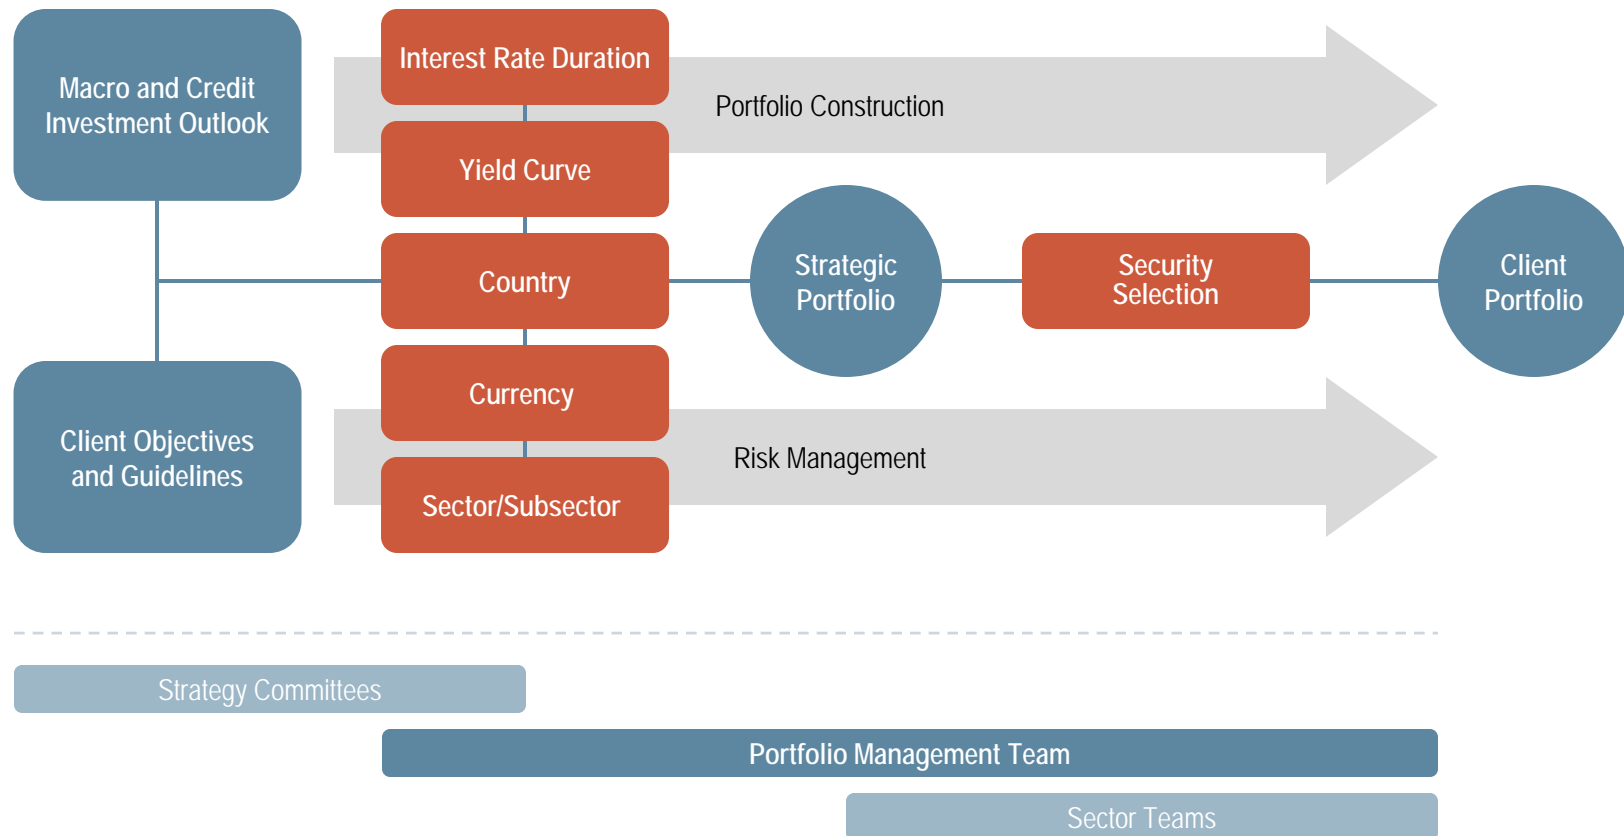 Macro and Credit
Investment Outlook
Client Objectives
and Guidelines
Interest Rate Duration
Yield Curve
Country
Currency
Sector/Subsector
Portfolio Construction
Strategic
Portfolio
Security
Selection
Client
Portfolio
Risk Management
Strategy Committees
Portfolio Management Team
Sector Teams